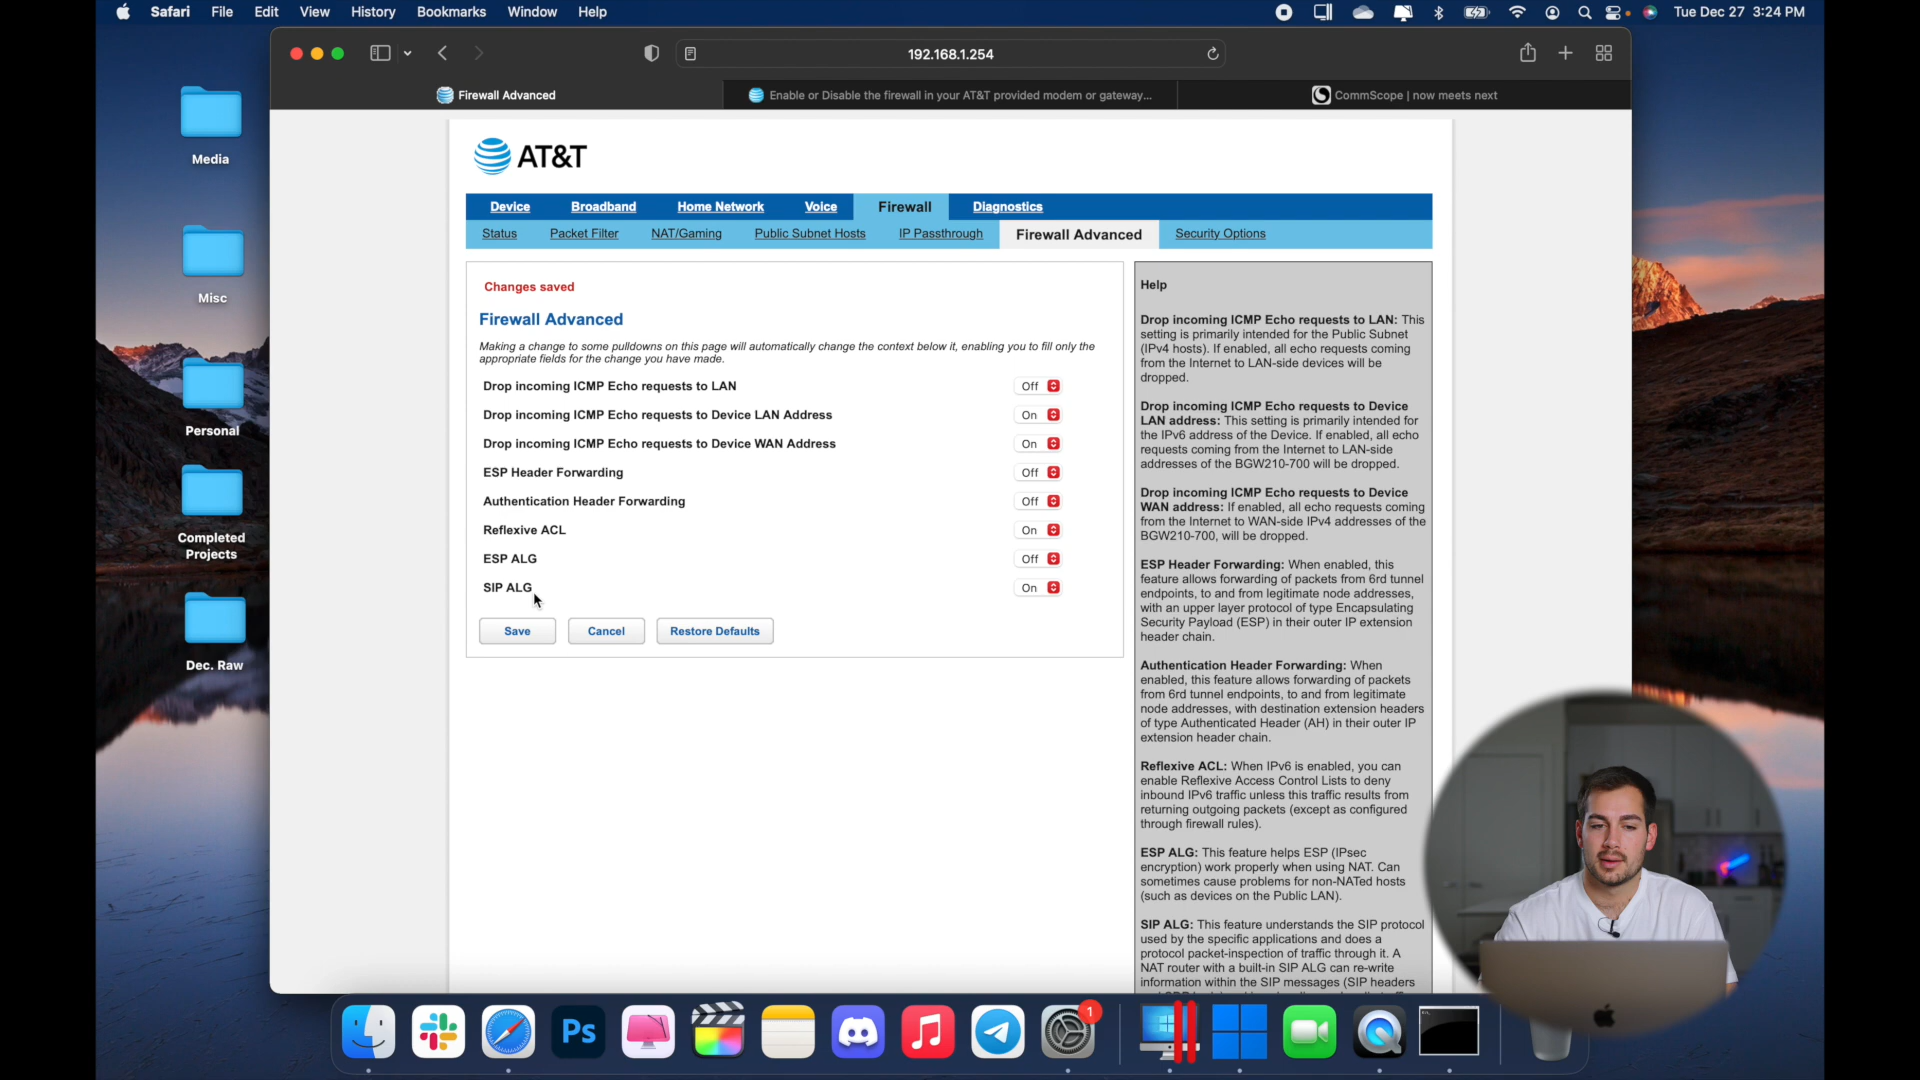 Safari File Edit View History Bookmarks Window Help
Tue Dec 27 3:24 PM
192.168.1.254
Firewall Advanced
Enable or Disable the firewall in your AT&T provided modem or gateway...
CommScope | now meets next
Media
Misc
Personal
Completed
Projects
Dec. Raw
AT&T
Device Broadband Home Network Voice Firewall Diagnostics
Status Packet Filter NAT/Gaming Public Subnet Hosts IP Passthrough Firewall Advanced Security Options
Changes saved
Firewall Advanced
Making a change to some pulldowns on this page will automatically change the context below it, enabling you to fill only the
appropriate fields for the change you have made.
Drop incoming ICMP Echo requests to LAN Off
Drop incoming ICMP Echo requests to Device LAN Address On
Drop incoming ICMP Echo requests to Device WAN Address On
ESP Header Forwarding Off
Authentication Header Forwarding Off
Reflexive ACL On
ESP ALG Off
SIP ALG On
Save Cancel Restore Defaults
Help
Drop incoming ICMP Echo requests to LAN: This
setting is primarily intended for the Public Subnet
(IPv4 hosts). If enabled, all echo requests coming
from the Internet to LAN-side devices will be
dropped.
Drop incoming ICMP Echo requests to Device
LAN address: This setting is primarily intended for
the IPv6 address of the Device. If enabled, all echo
requests coming from the Internet to LAN-side
addresses of the BGW210-700 will be dropped.
Drop incoming ICMP Echo requests to Device
WAN address: If enabled, all echo requests coming
from the Internet to WAN-side IPv4 addresses of the
BGW210-700, will be dropped.
ESP Header Forwarding: When enabled, this
feature allows forwarding of packets from 6rd tunnel
endpoints, to and from legitimate node addresses,
with an upper layer protocol of type Encapsulating
Security Payload (ESP) in their outer IP extension
header chain.
Authentication Header Forwarding: When
enabled, this feature allows forwarding of packets
from 6rd tunnel endpoints, to and from legitimate
node addresses, with destination extension headers
of type Authenticated Header (AH) in their outer IP
extension header chain.
Reflexive ACL: When IPv6 is enabled, you can
enable Reflexive Access Control Lists to deny
inbound IPv6 traffic unless this traffic results from
returning outgoing packets (except as configured
through firewall rules).
ESP ALG: This feature helps ESP (IPsec
encryption) work properly when using NAT. Can
sometimes cause problems for non-NATed hosts
(such as devices on the Public LAN).
SIP ALG: This feature understands the SIP protocol
used by the specific applications and does a
protocol packet-inspection of traffic through it. A
NAT router with a built-in SIP ALG can re-write
information within the SIP messages (SIP headers
Ps
1